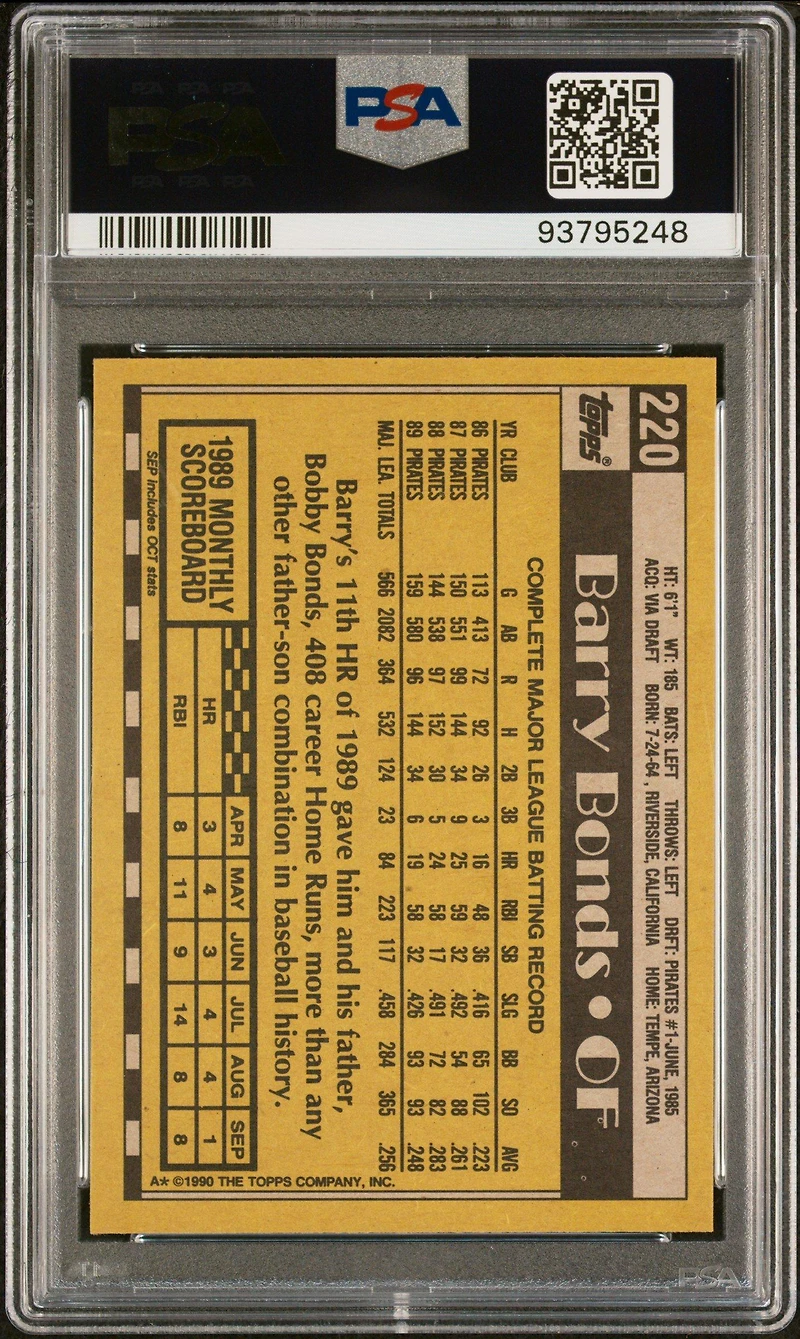 PSA PSA PSA
PSA
PSA PSA PSA
PSA
93795248
220
HT: 6'1" WT: 185 BATS: LEFT THROWS: LEFT DRFT: PIRATES #1-JUNE, 1985
ACQ: VIA DRAFT BORN: 7-24-64, RIVERSIDE, CALIFORNIA HOME: TEMPE, ARIZONA
topps®
Barry Bonds • OF
COMPLETE MAJOR LEAGUE BATTING RECORD
YR CLUB G AB R H 2B 3B HR RBI SB SLG BB SO AVG
86 PIRATES 113 413 72 92 26 3 16 48 36 .416 65 102 .223
87 PIRATES 150 551 99 144 34 9 25 59 32 .492 54 88 .261
88 PIRATES 144 538 97 152 30 5 24 58 17 .491 72 82 .283
89 PIRATES 159 580 96 144 34 6 19 58 32 .426 93 93 .248
MAJ. LEA. TOTALS 566 2082 364 532 124 23 84 223 117 .458 284 365 .256
Barry's 11th HR of 1989 gave him and his father,
Bobby Bonds, 408 career Home Runs, more than any
other father-son combination in baseball history.
1989 MONTHLY
SCOREBOARD
APR MAY JUN JUL AUG SEP
HR 3 4 3 4 4 1
RBI 8 11 9 14 8 8
SEP includes OCT stats
A* ©1990 THE TOPPS COMPANY, INC.
PSA